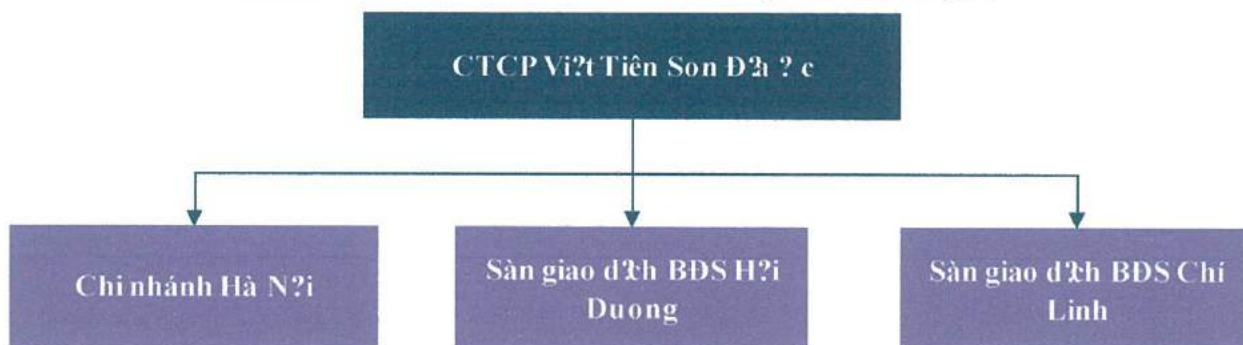 CTCP Vi?t Tiên Son Đ?a ? c
Chi nhánh Hà N?i
Sàn giao d?ch BĐS H?i
Duong
Sàn giao d?ch BĐS Chí
Linh